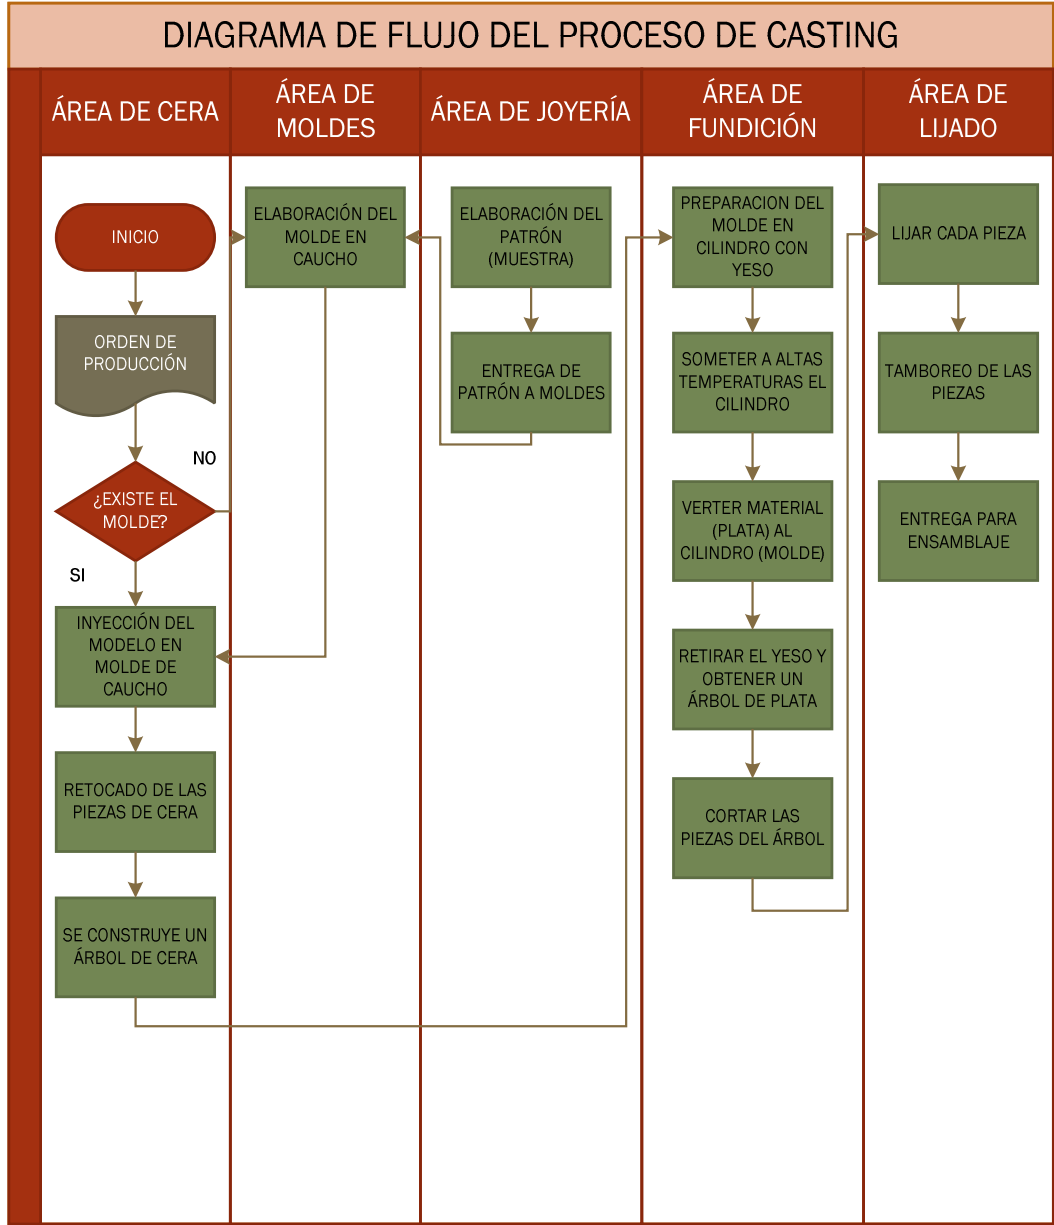 DIAGRAMA DE FLUJO DEL PROCESO DE CASTING
ÁREA DE CERA
ÁREA DE
MOLDES
ÁREA DE JOYERÍA
ÁREA DE
FUNDICIÓN
ÁREA DE
LIJADO
INICIO
ORDEN DE
PRODUCCIÓN
NO
¿EXISTE EL
MOLDE?
SI
INYECCIÓN DEL
MODELO EN
MOLDE DE
CAUCHO
RETOCADO DE LAS
PIEZAS DE CERA
SE CONSTRUYE UN
ÁRBOL DE CERA
ELABORACIÓN DEL
MOLDE EN
CAUCHO
ELABORACIÓN DEL
PATRÓN
(MUESTRA)
ENTREGA DE
PATRÓN A MOLDES
PREPARACION DEL
MOLDE EN
CILINDRO CON
YESO
SOMETER A ALTAS
TEMPERATURAS EL
CILINDRO
VERTER MATERIAL
(PLATA) AL
CILINDRO (MOLDE)
RETIRAR EL YESO Y
OBTENER UN
ÁRBOL DE PLATA
CORTAR LAS
PIEZAS DEL ÁRBOL
LIJAR CADA PIEZA
TAMBOREO DE LAS
PIEZAS
ENTREGA PARA
ENSAMBLAJE